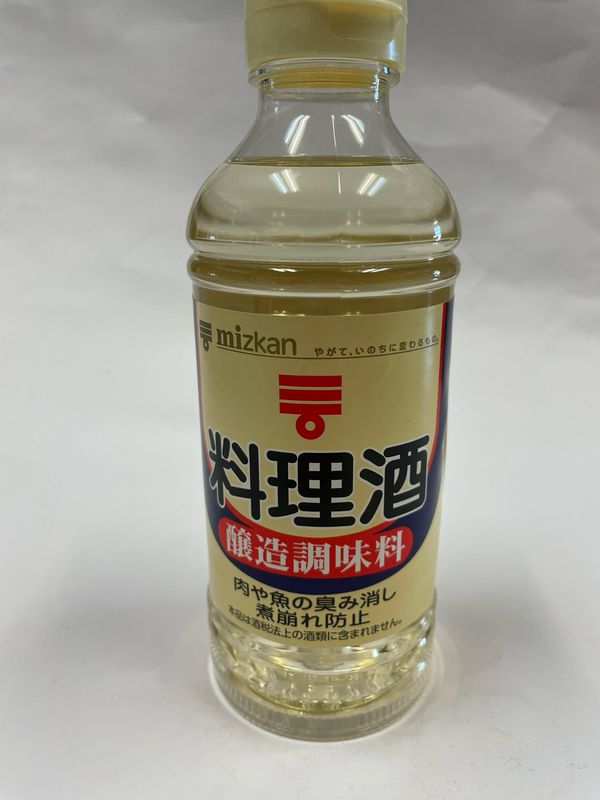 mizkan やがて、いのちに変わるもの。
料理酒
醸造調味料
肉や魚の臭み消し
煮崩れ防止
本品は酒税法上の酒類に含まれません。